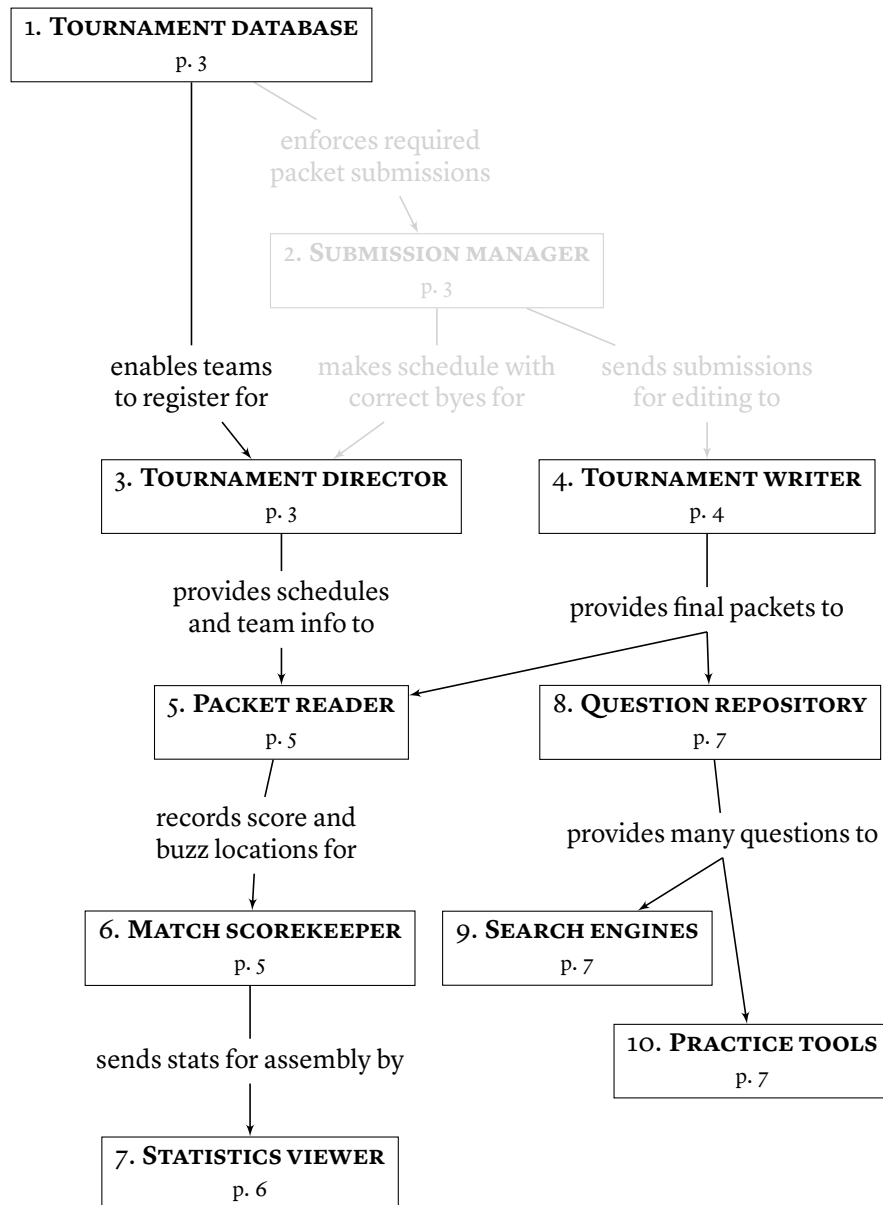 1. TOURNAMENT DATABASE
p. 3
enforces required
packet submissions
2. SUBMISSION MANAGER
p. 3
enables teams
to register for
makes schedule with
correct byes for
sends submissions
for editing to
3. TOURNAMENT DIRECTOR
p. 3
4. TOURNAMENT WRITER
p. 4
provides schedules
and team info to
provides final packets to
5. PACKET READER
p. 5
8. QUESTION REPOSITORY
p. 7
records score and
buzz locations for
provides many questions to
6. MATCH SCOREKEEPER
p. 5
9. SEARCH ENGINES
p. 7
10. PRACTICE TOOLS
p. 7
sends stats for assembly by
7. STATISTICS VIEWER
p. 6